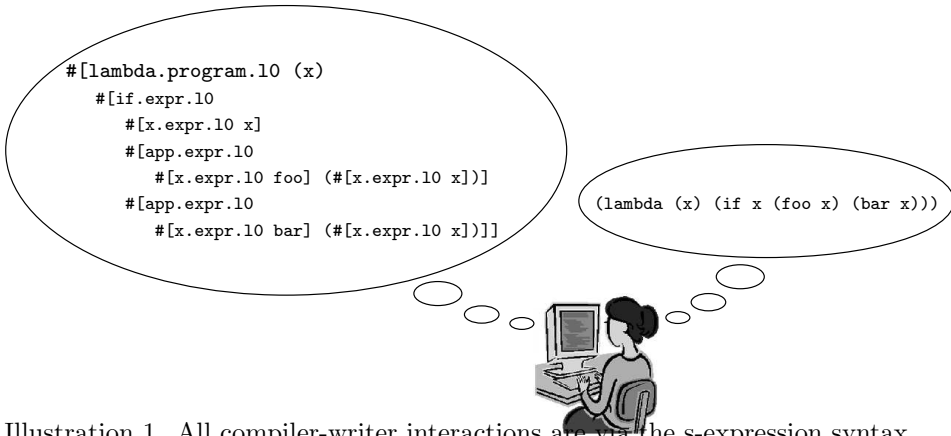 #[lambda.program.l0 (x)
#[if.expr.l0
#[x.expr.l0 x]
#[app.expr.l0
#[x.expr.l0 foo] (#[x.expr.l0 x])]
#[app.expr.l0
#[x.expr.l0 bar] (#[x.expr.l0 x])]]
(lambda (x) (if x (foo x) (bar x)))
Illustration 1. All compiler-writer interactions are via the s-expression syntax